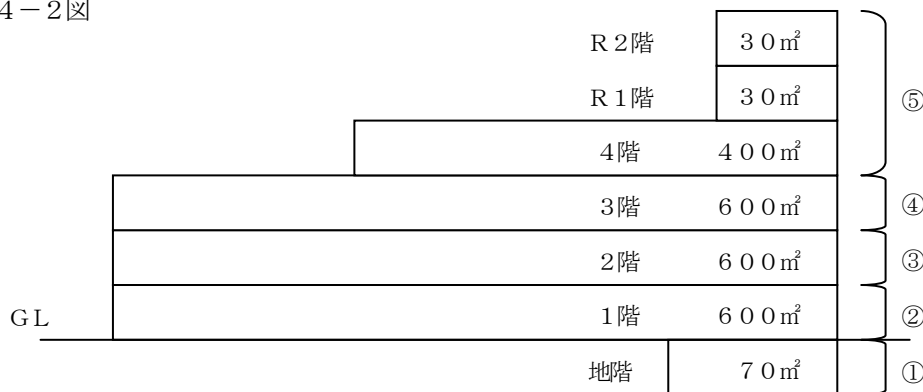 4－2図
R2階 30㎡
R1階 30㎡ ⑤
4階 400㎡
3階 600㎡ ④
2階 600㎡ ③
GL 1階 600㎡ ②
地階 70㎡ ①